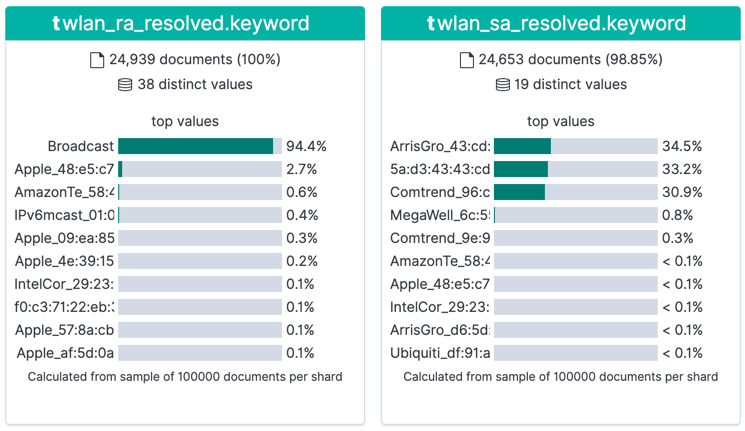 t wlan_ra_resolved.keyword
24,939 documents (100%)
38 distinct values
top values
Broadcast 94.4%
Apple_48:e5:c7 2.7%
AmazonTe_58:4 0.6%
IPv6mcast_01:0 0.4%
Apple_09:ea:85 0.3%
Apple_4e:39:15 0.2%
IntelCor_29:23: 0.1%
f0:c3:71:22:eb: 0.1%
Apple_57:8a:cb 0.1%
Apple_af:5d:0a 0.1%
Calculated from sample of 100000 documents per shard
t wlan_sa_resolved.keyword
24,653 documents (98.85%)
19 distinct values
top values
ArrisGro_43:cd: 34.5%
5a:d3:43:43:cd 33.2%
Comtrend_96:c 30.9%
MegaWell_6c:5 0.8%
Comtrend_9e:9 0.3%
AmazonTe_58:4 < 0.1%
Apple_48:e5:c7 < 0.1%
IntelCor_29:23: < 0.1%
ArrisGro_d6:5d: < 0.1%
Ubiquiti_df:91:a < 0.1%
Calculated from sample of 100000 documents per shard